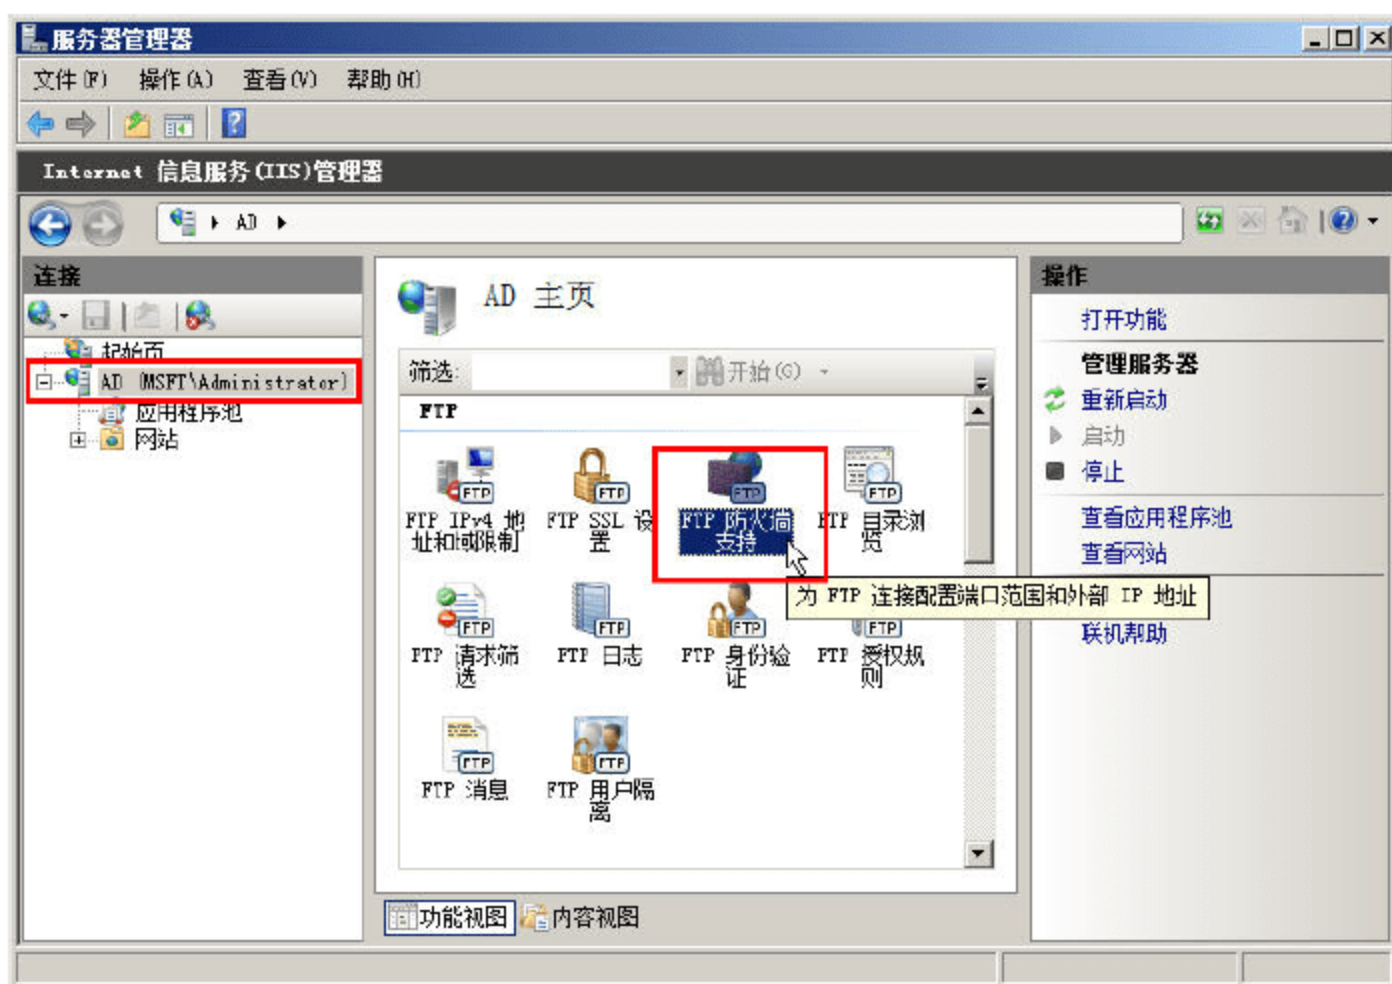 服务器管理器
文件(F) 操作(A) 查看(V) 帮助(H)
Internet 信息服务(IIS)管理器
AD
连接
起始页
AD (MSFT\Administrator)
应用程序池
网站
AD 主页
筛选: 开始(G)
FTP
FTP IPv4 地
址和域限制
FTP SSL 设
置
FTP 防火墙
支持
FTP 目录浏
览
为 FTP 连接配置端口范围和外部 IP 地址
FTP 请求筛
选
FTP 日志
FTP 身份验
证
FTP 授权规
则
FTP 消息
FTP 用户隔
离
功能视图 内容视图
操作
打开功能
管理服务器
重新启动
启动
停止
查看应用程序池
查看网站
联机帮助